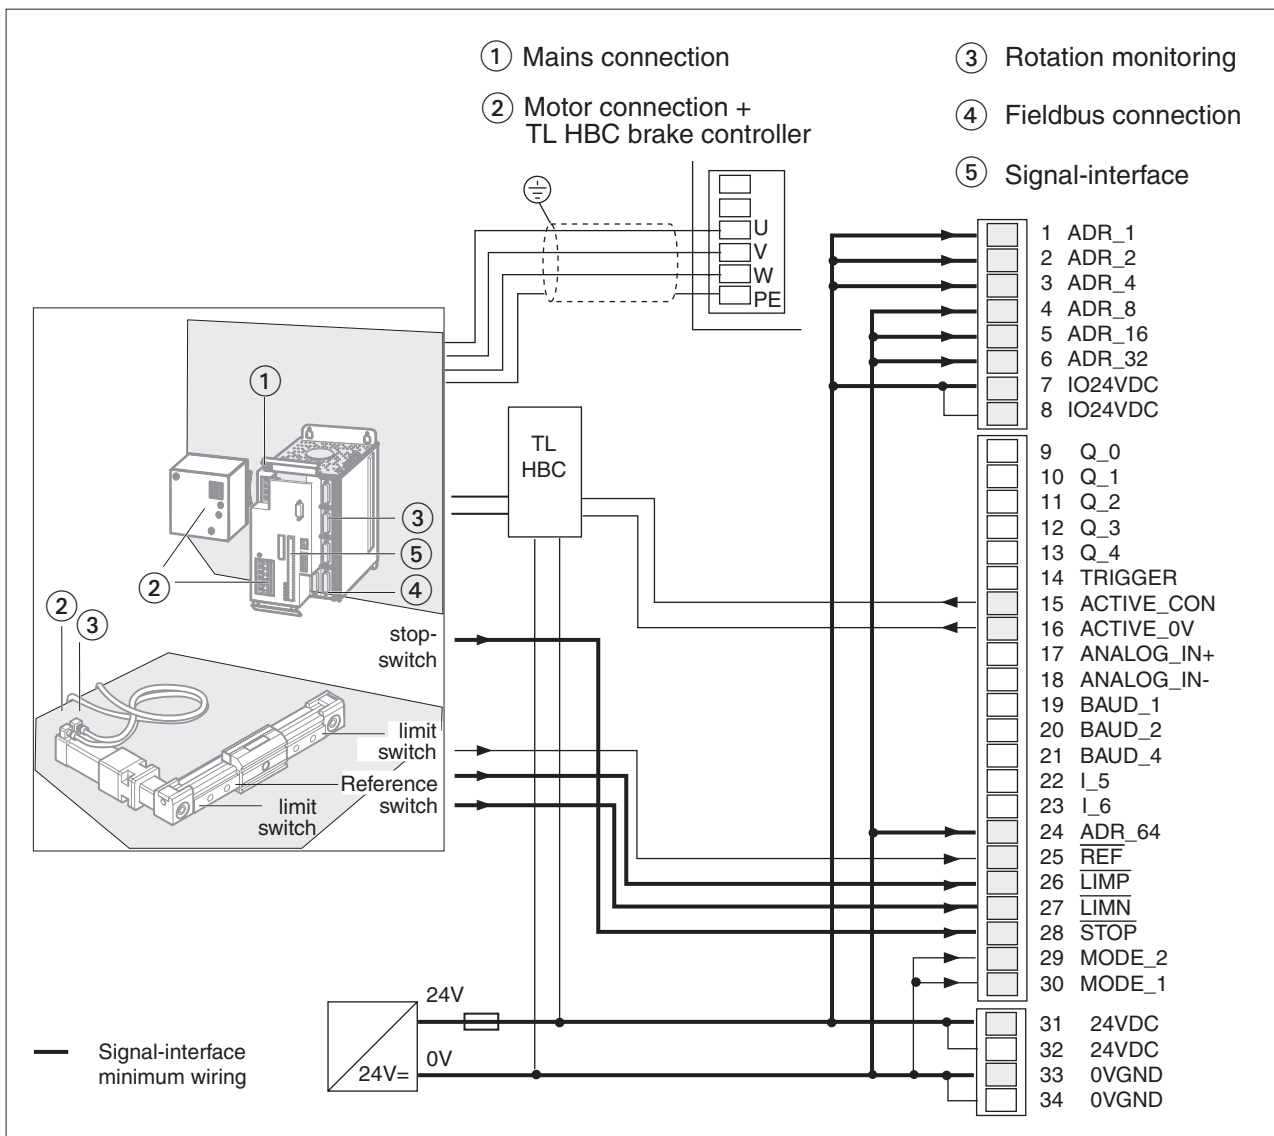 1 Mains connection
2 Motor connection +
TL HBC brake controller
3 Rotation monitoring
4 Fieldbus connection
5 Signal-interface
U
V
W
PE
1 ADR_1
2 ADR_2
3 ADR_4
4 ADR_8
5 ADR_16
6 ADR_32
7 IO24VDC
8 IO24VDC
TL
HBC
9 Q_0
10 Q_1
11 Q_2
12 Q_3
13 Q_4
14 TRIGGER
15 ACTIVE_CON
16 ACTIVE_0V
17 ANALOG_IN+
18 ANALOG_IN-
19 BAUD_1
20 BAUD_2
21 BAUD_4
22 I_5
23 I_6
24 ADR_64
25 REF
26 LIMP
27 LIMN
28 STOP
29 MODE_2
30 MODE_1
31 24VDC
32 24VDC
33 0VGND
34 0VGND
1
3
5
4
2
2
3
stop-
switch
limit
switch
Reference
switch
limit
switch
24V
0V
24V=
Signal-interface
minimum wiring